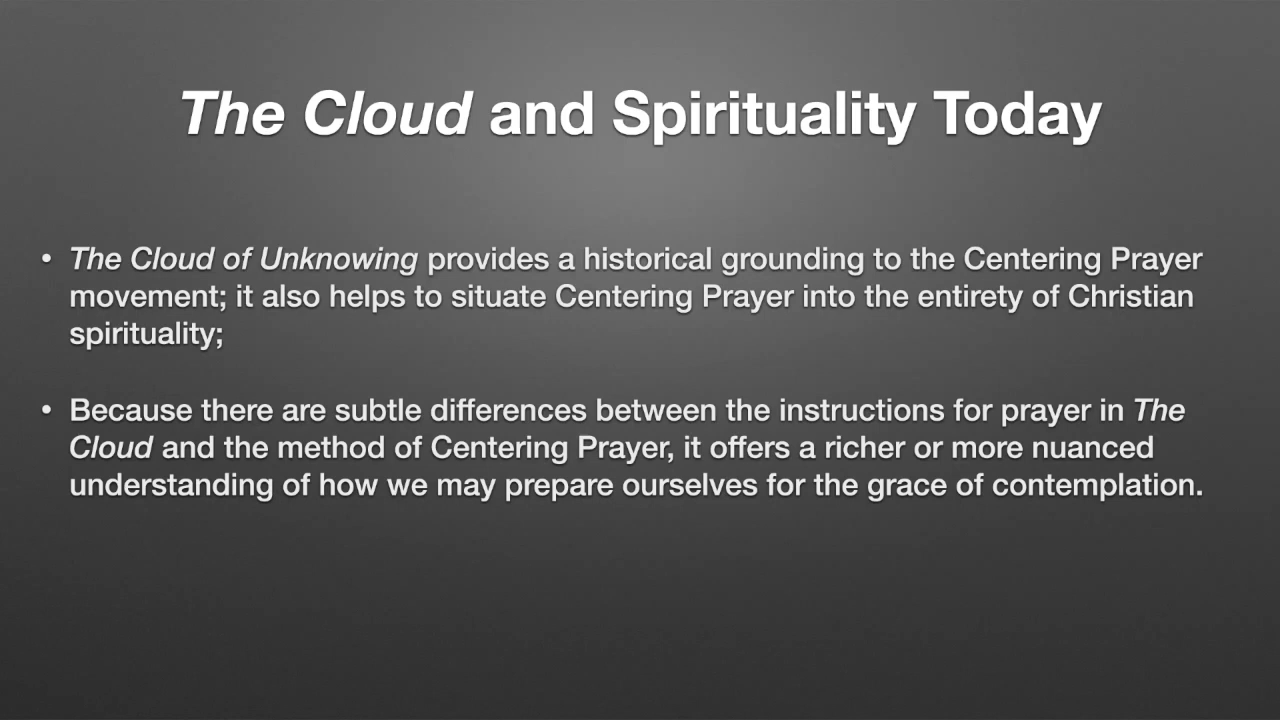 The Cloud and Spirituality Today
• The Cloud of Unknowing provides a historical grounding to the Centering Prayer
movement; it also helps to situate Centering Prayer into the entirety of Christian
spirituality;
• Because there are subtle differences between the instructions for prayer in The
Cloud and the method of Centering Prayer, it offers a richer or more nuanced
understanding of how we may prepare ourselves for the grace of contemplation.